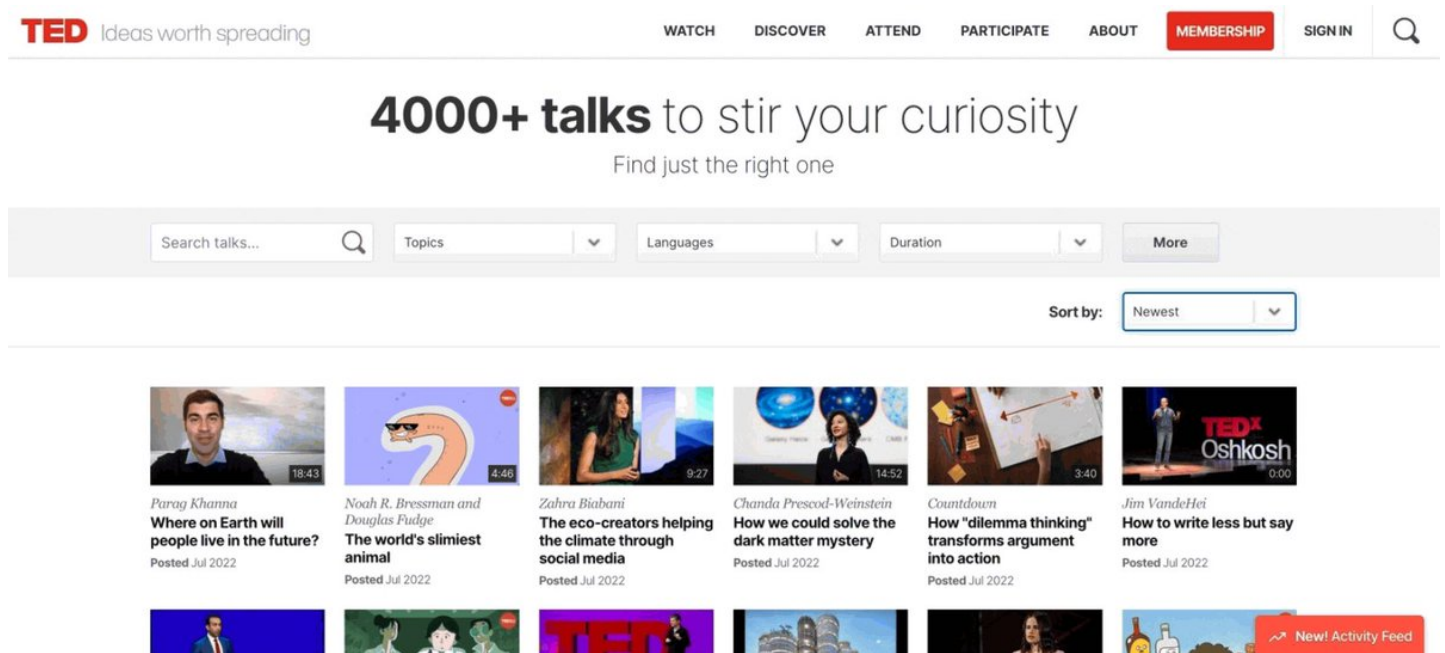 TED Ideas worth spreading
WATCH DISCOVER ATTEND PARTICIPATE ABOUT MEMBERSHIP SIGN IN
4000+ talks to stir your curiosity
Find just the right one
Search talks... Topics Languages Duration More
Sort by: Newest
18:43 4:46 9:27 14:52 3:40 0:00
TEDx
Oshkosh
Parag Khanna
Where on Earth will
people live in the future?
Posted Jul 2022
Noah R. Bressman and
Douglas Fudge
The world's slimiest
animal
Posted Jul 2022
Zahra Biabani
The eco-creators helping
the climate through
social media
Posted Jul 2022
Chanda Prescod-Weinstein
How we could solve the
dark matter mystery
Posted Jul 2022
Countdown
How "dilemma thinking"
transforms argument
into action
Posted Jul 2022
Jim VandeHei
How to write less but say
more
Posted Jul 2022
TED
New! Activity Feed